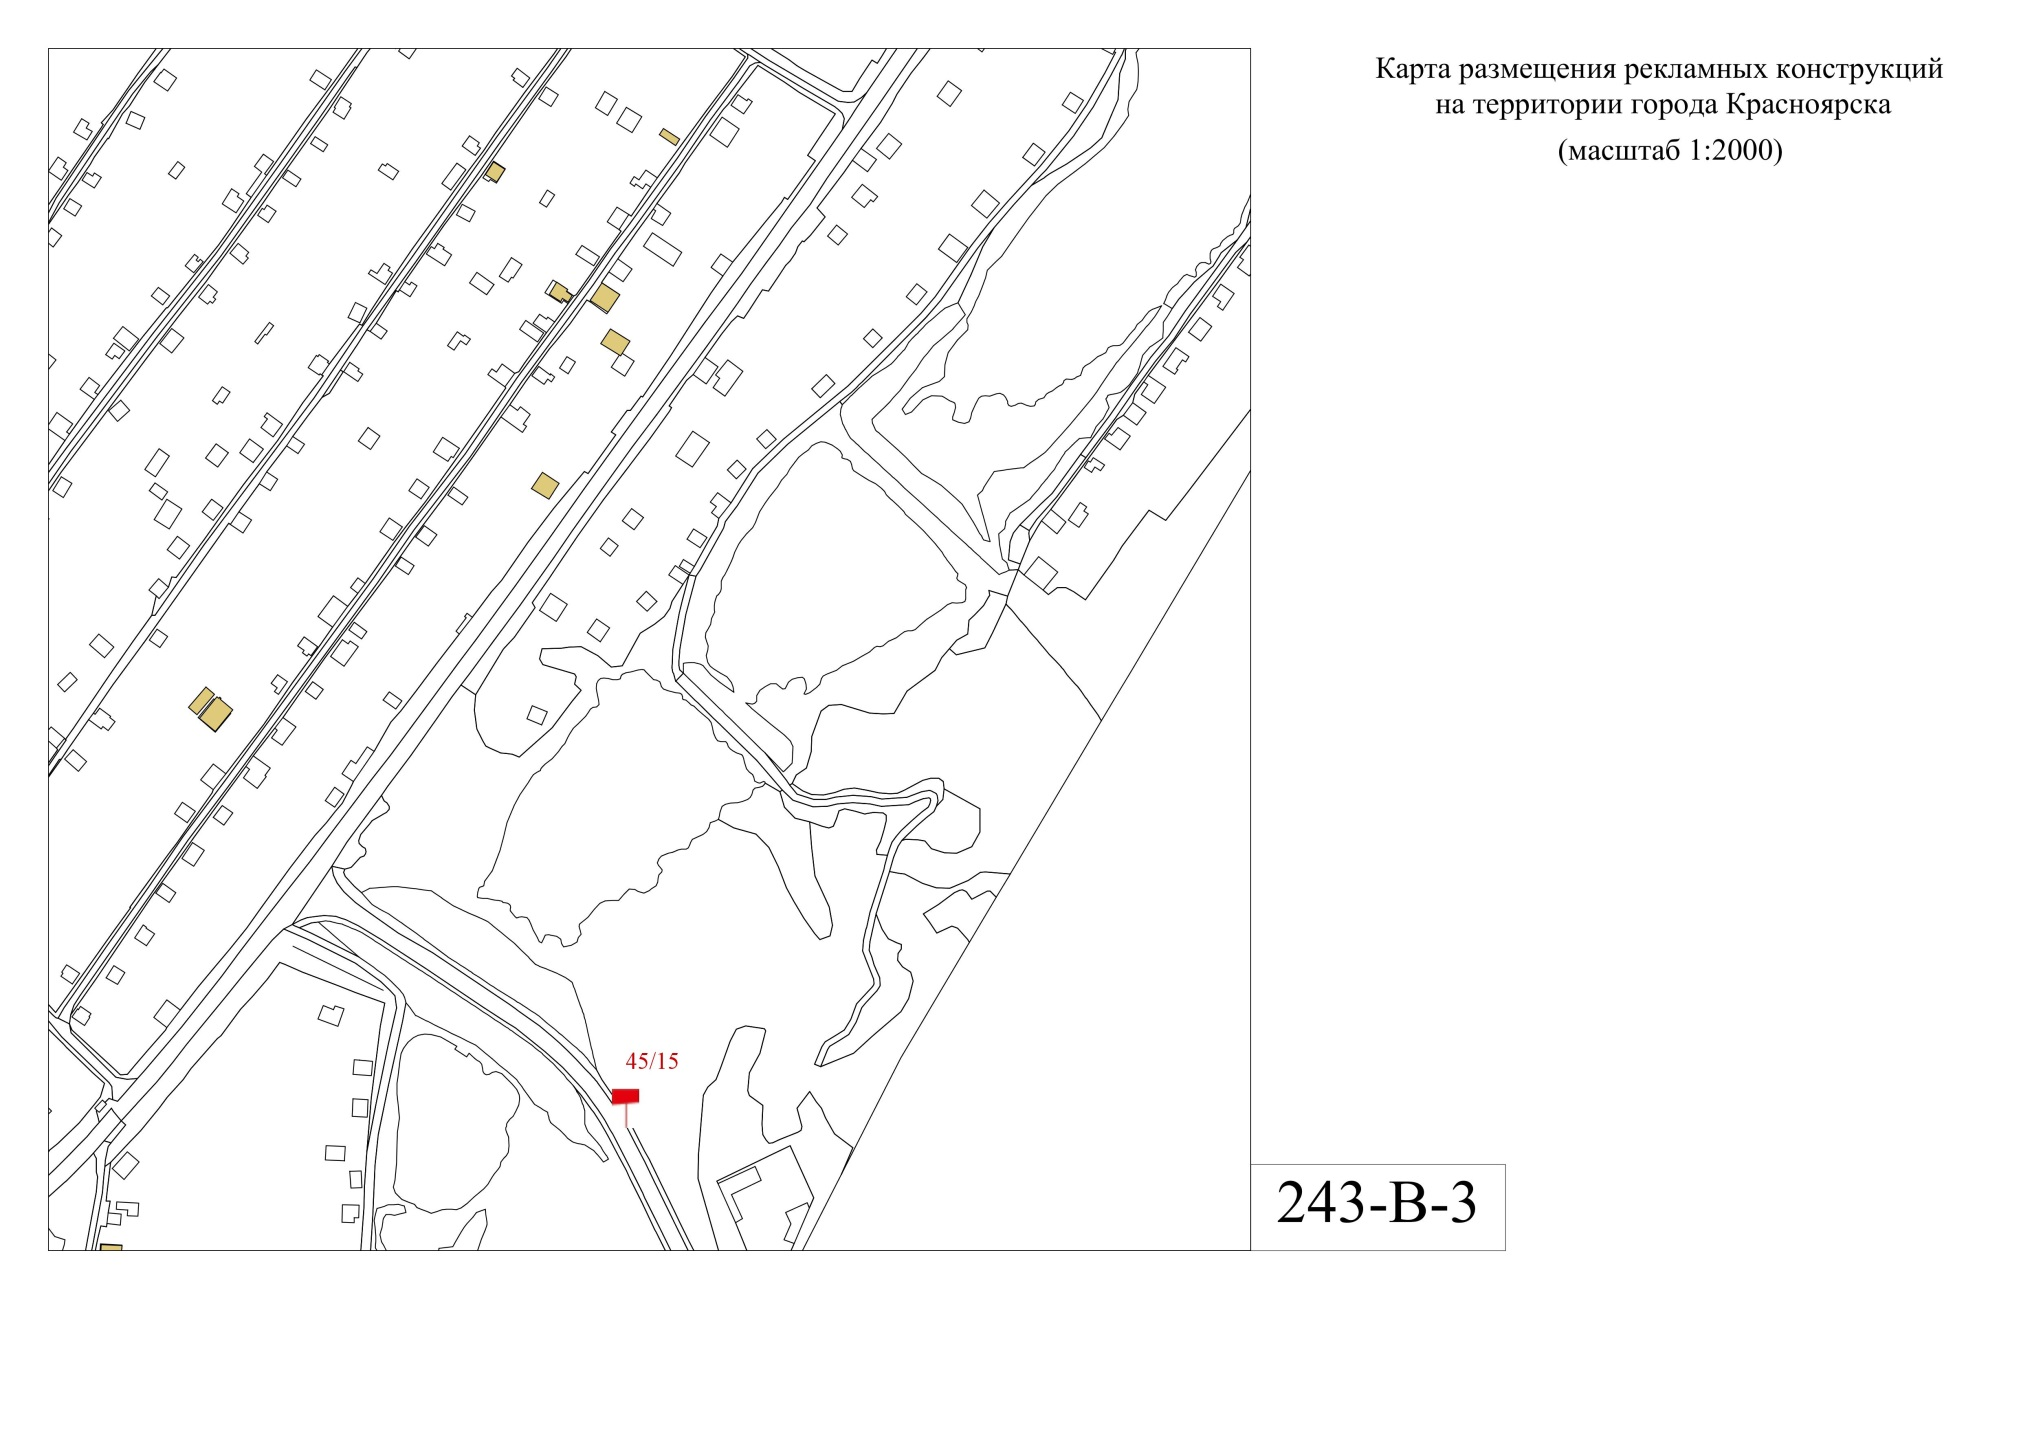 Карта размещения рекламных конструкций
на территории города Красноярска
(масштаб 1:2000)
45/15
243-В-3